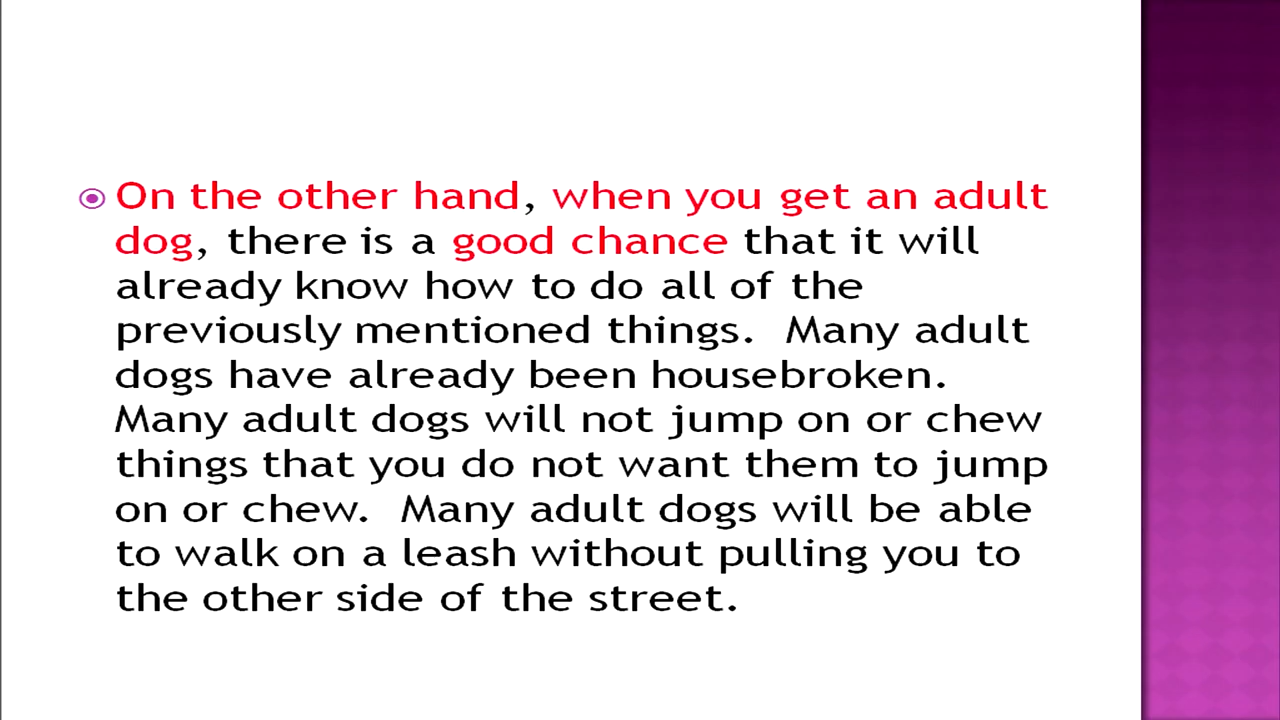 On the other hand, when you get an adult
dog, there is a good chance that it will
already know how to do all of the
previously mentioned things.  Many adult
dogs have already been housebroken.
Many adult dogs will not jump on or chew
things that you do not want them to jump
on or chew.  Many adult dogs will be able
to walk on a leash without pulling you to
the other side of the street.